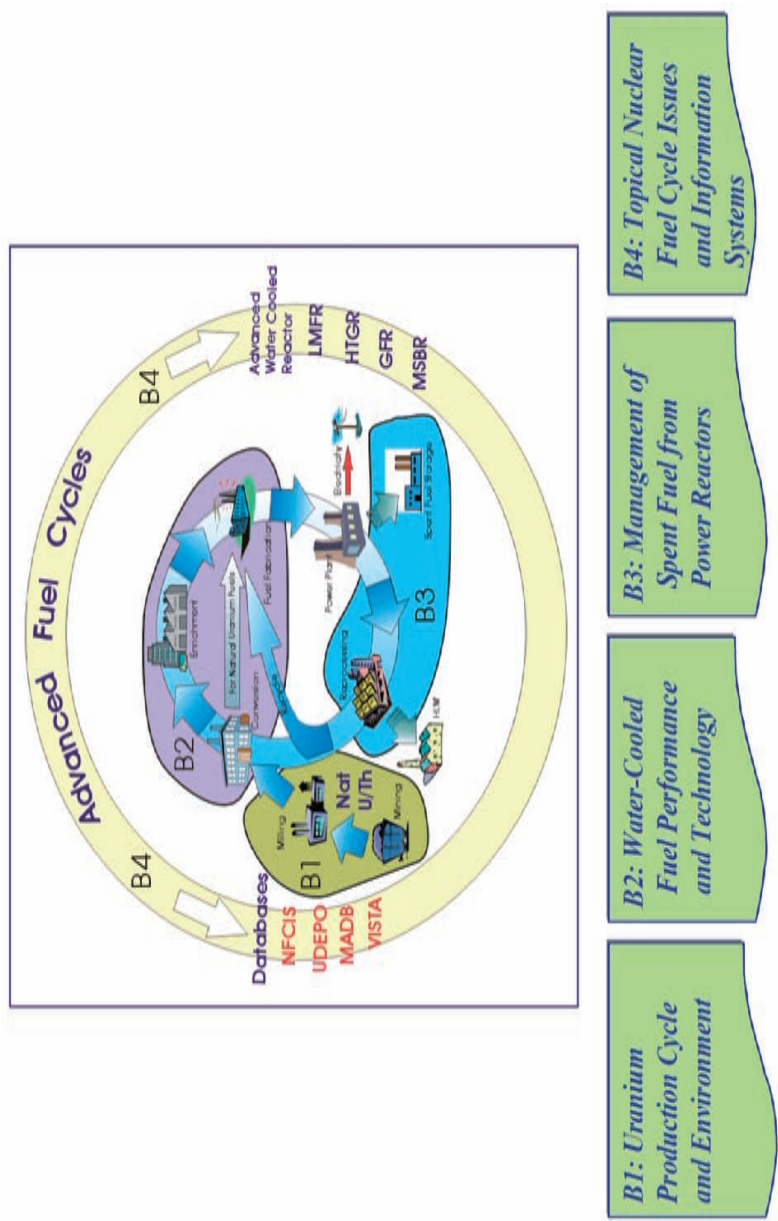 Advanced Fuel Cycles
B4
B4
Databases
NFCIS
UDEPO
MADB
VISTA
Advanced
Water Cooled
Reactor
LMFR
HTGR
GFR
MSBR
B2
Enrichment
For Natural Uranium Fuels
Conversion
Fuel Fabrication
B1
Milling
Nat
U/Th
Mining
Power Plant
Electricity
Reprocessing
B3
Spent Fuel Storage
HLW
B1: Uranium
Production Cycle
and Environment
B2: Water-Cooled
Fuel Performance
and Technology
B3: Management of
Spent Fuel from
Power Reactors
B4: Topical Nuclear
Fuel Cycle Issues
and Information
Systems